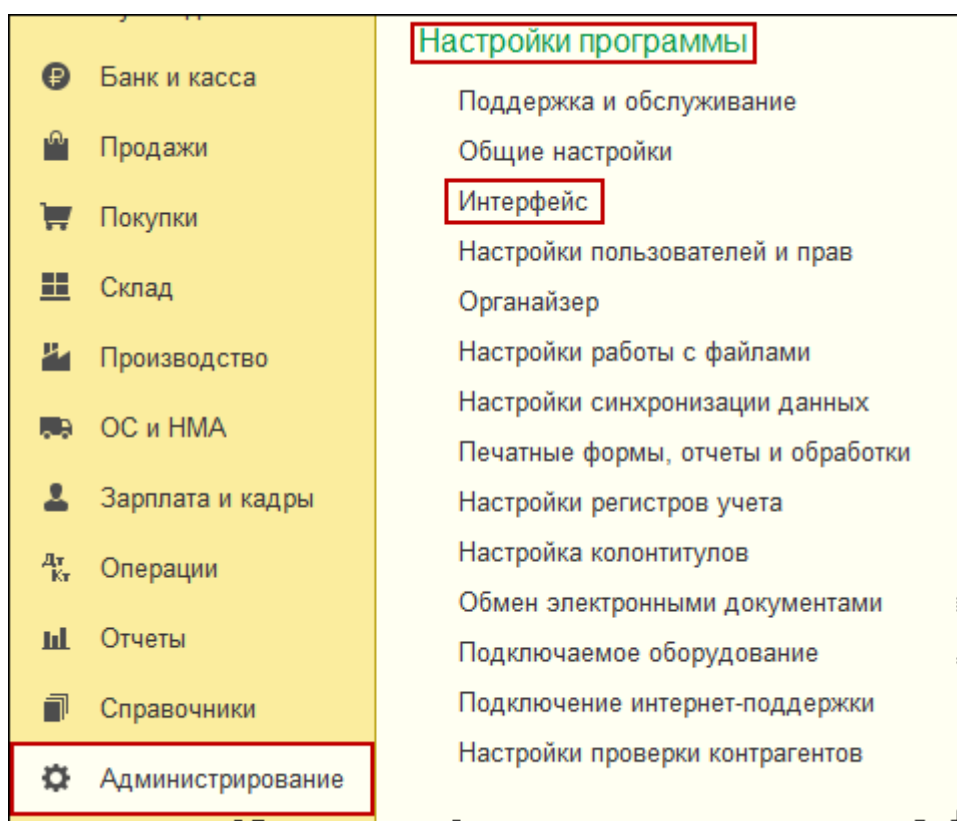 Банк и касса
Продажи
Покупки
Склад
Производство
ОС и НМА
Зарплата и кадры
Дт
Кт
Операции
Отчеты
Справочники
Администрирование
Настройки программы
Поддержка и обслуживание
Общие настройки
Интерфейс
Настройки пользователей и прав
Органайзер
Настройки работы с файлами
Настройки синхронизации данных
Печатные формы, отчеты и обработки
Настройки регистров учета
Настройка колонтитулов
Обмен электронными документами
Подключаемое оборудование
Подключение интернет-поддержки
Настройки проверки контрагентов